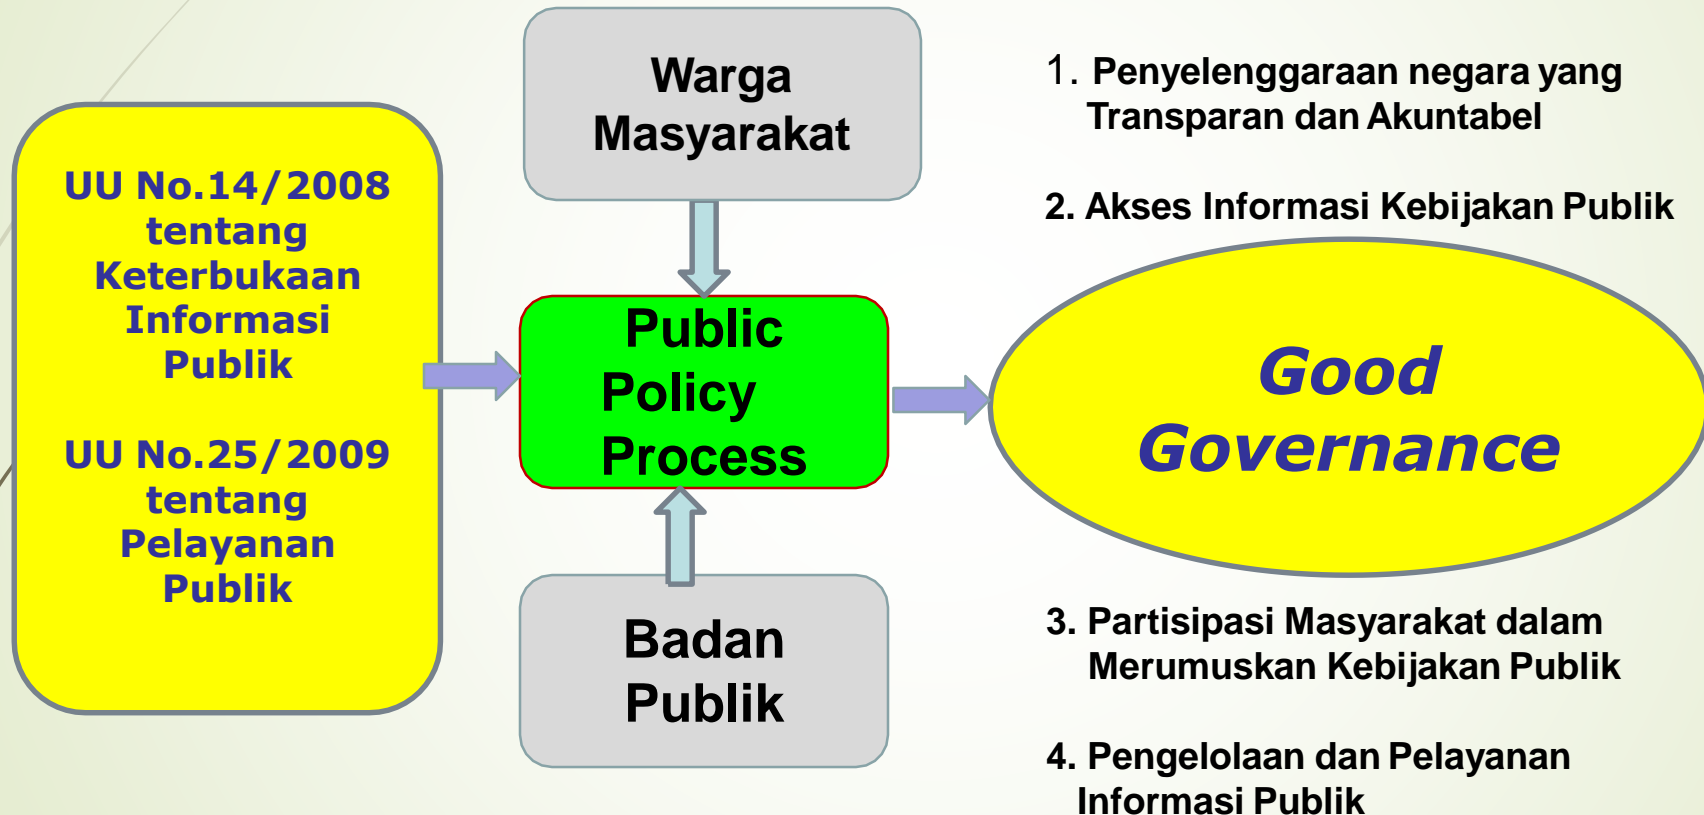 UU No.14/2008
tentang
Keterbukaan
Informasi
Publik
UU No.25/2009
tentang
Pelayanan
Publik
Warga
Masyarakat
Public
Policy
Process
Badan
Publik
1. Penyelenggaraan negara yang
Transparan dan Akuntabel
2. Akses Informasi Kebijakan Publik
Good
Governance
3. Partisipasi Masyarakat dalam
Merumuskan Kebijakan Publik
4. Pengelolaan dan Pelayanan
Informasi Publik